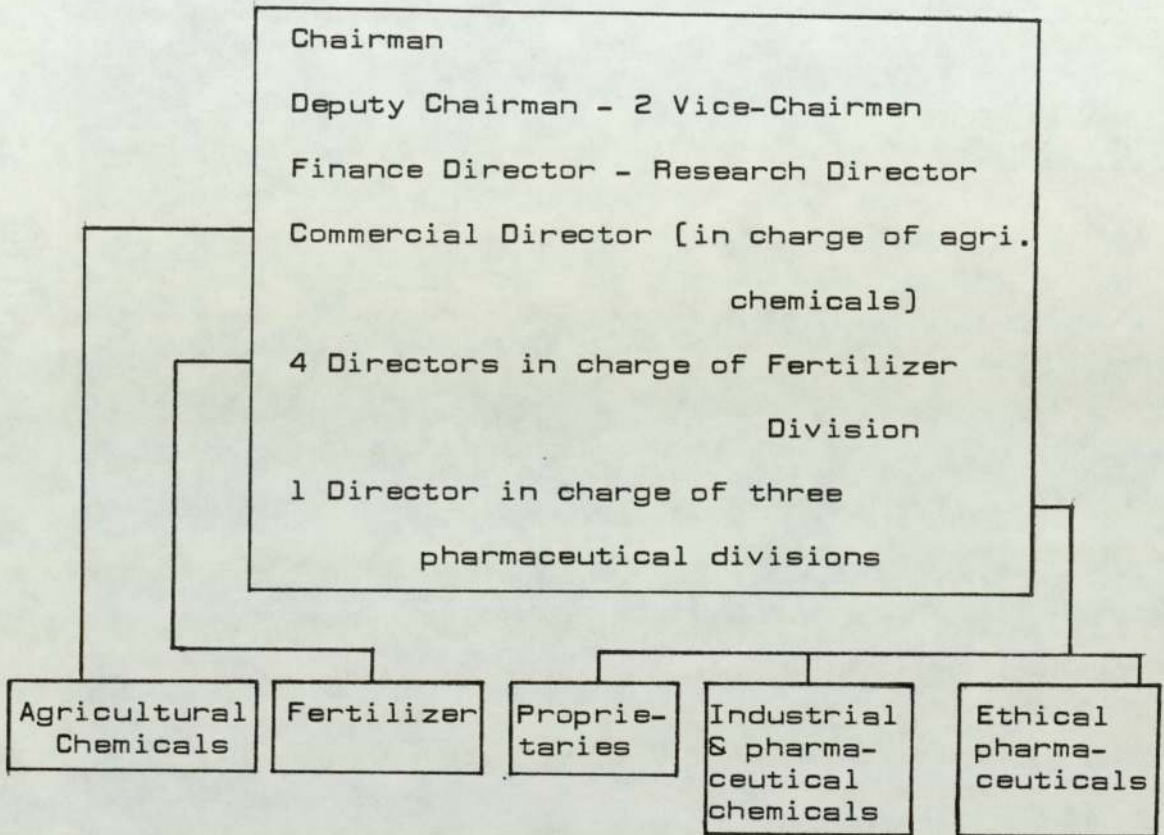 Chairman
Deputy Chairman - 2 Vice-Chairmen
Finance Director - Research Director
Commercial Director (in charge of agri.
chemicals)
4 Directors in charge of Fertilizer
Division
1 Director in charge of three
pharmaceutical divisions
Agricultural
Chemicals
Fertilizer
Proprie-
taries
Industrial
& pharma-
ceutical
chemicals
Ethical
pharma-
ceuticals